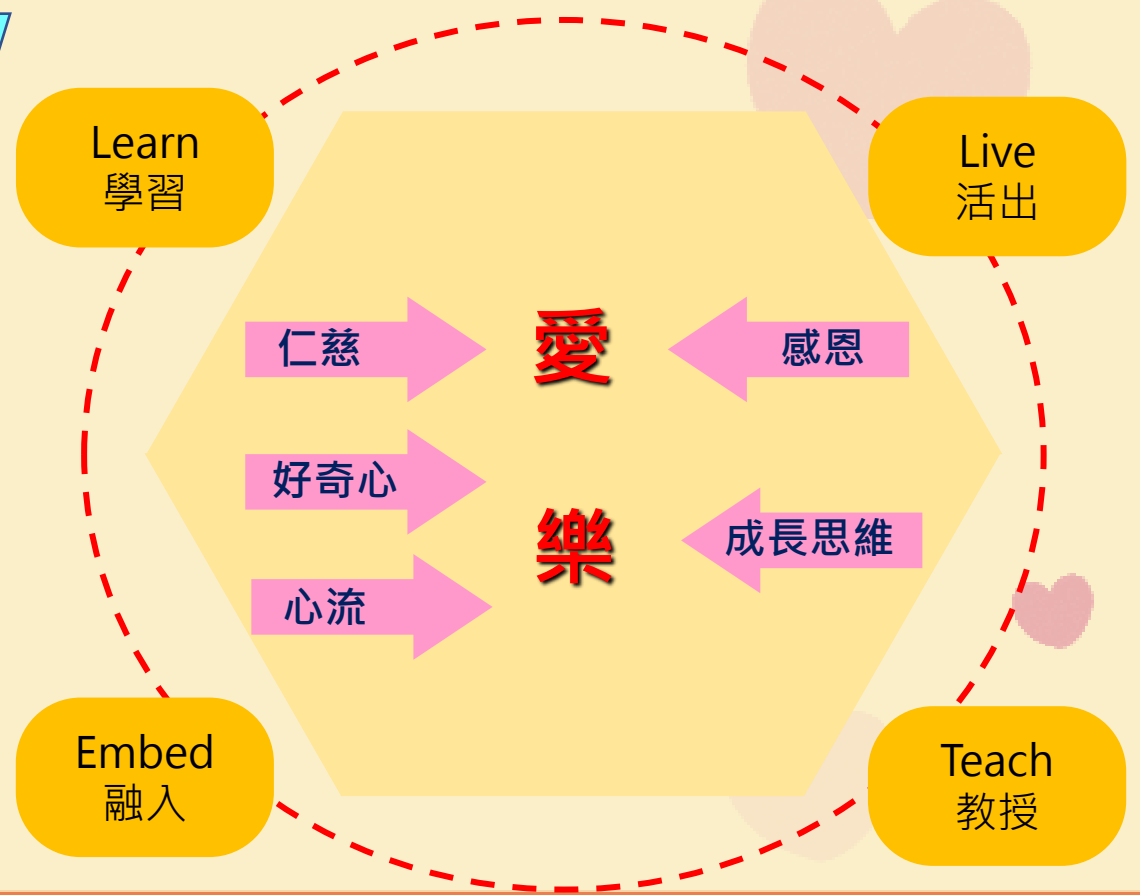 Learn
學習
Live
活出
仁慈
愛
感恩
好奇心
樂
成長思維
心流
Embed
融入
Teach
教授